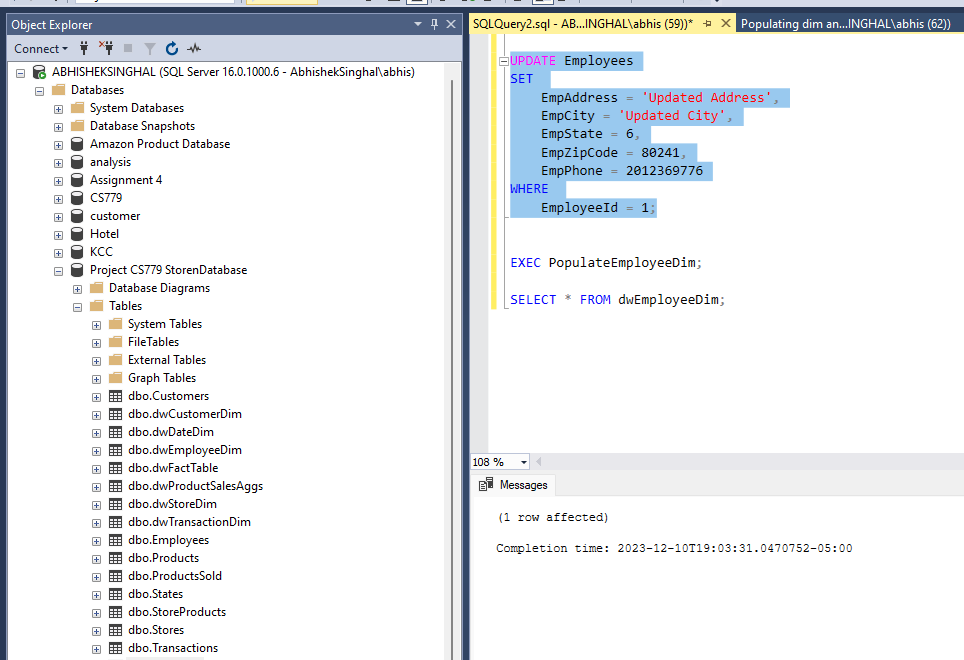 Object Explorer
Connect
ABHISHEKSINGHAL (SQL Server 16.0.1000.6 - AbhishekSinghal\abhis)
Databases
System Databases
Database Snapshots
Amazon Product Database
analysis
Assignment 4
CS779
customer
Hotel
KCC
Project CS779 StorenDatabase
Database Diagrams
Tables
System Tables
FileTables
External Tables
Graph Tables
dbo.Customers
dbo.dwCustomerDim
dbo.dwDateDim
dbo.dwEmployeeDim
dbo.dwFactTable
dbo.dwProductSalesAggs
dbo.dwStoreDim
dbo.dwTransactionDim
dbo.Employees
dbo.Products
dbo.ProductsSold
dbo.States
dbo.StoreProducts
dbo.Stores
dbo.Transactions
SQLQuery2.sql - AB...INGHAL\abhis (59))*
Populating dim an...INGHAL\abhis (62))
UPDATE Employees
SET
EmpAddress = 'Updated Address',
EmpCity = 'Updated City',
EmpState = 6,
EmpZipCode = 80241,
EmpPhone = 2012369776
WHERE
EmployeeId = 1;
EXEC PopulateEmployeeDim;
SELECT * FROM dwEmployeeDim;
108 %
Messages
(1 row affected)
Completion time: 2023-12-10T19:03:31.0470752-05:00